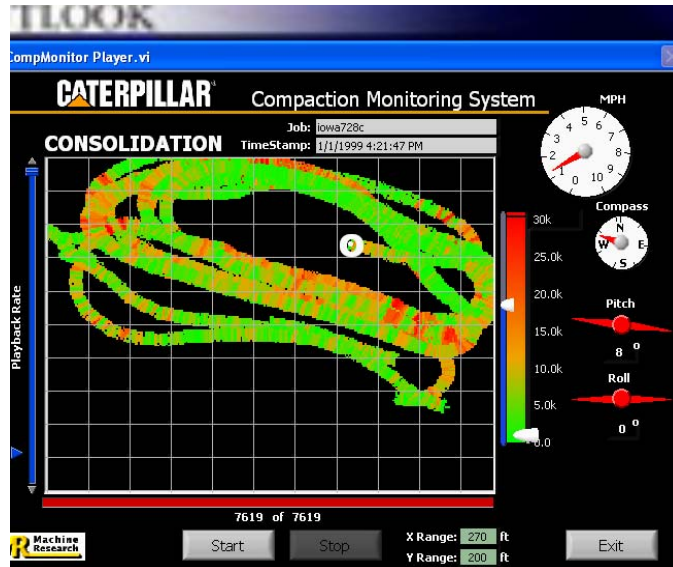 TLOOK
CompMonitor Player.vi
CATERPILLAR
Compaction Monitoring System
MPH
Job: iowa728c
CONSOLIDATION
TimeStamp: 1/1/1999 4:21:47 PM
0 1 2 3 4 5 6 7 8 9 10
Compass
N
W E
S
30k
25.0k
20.0k
15.0k
10.0k
5.0k
0.0
Pitch
8 °
Roll
0 °
Playback Rate
7619 of 7619
Machine
Research
Start
Stop
X Range: 270 ft
Y Range: 200 ft
Exit